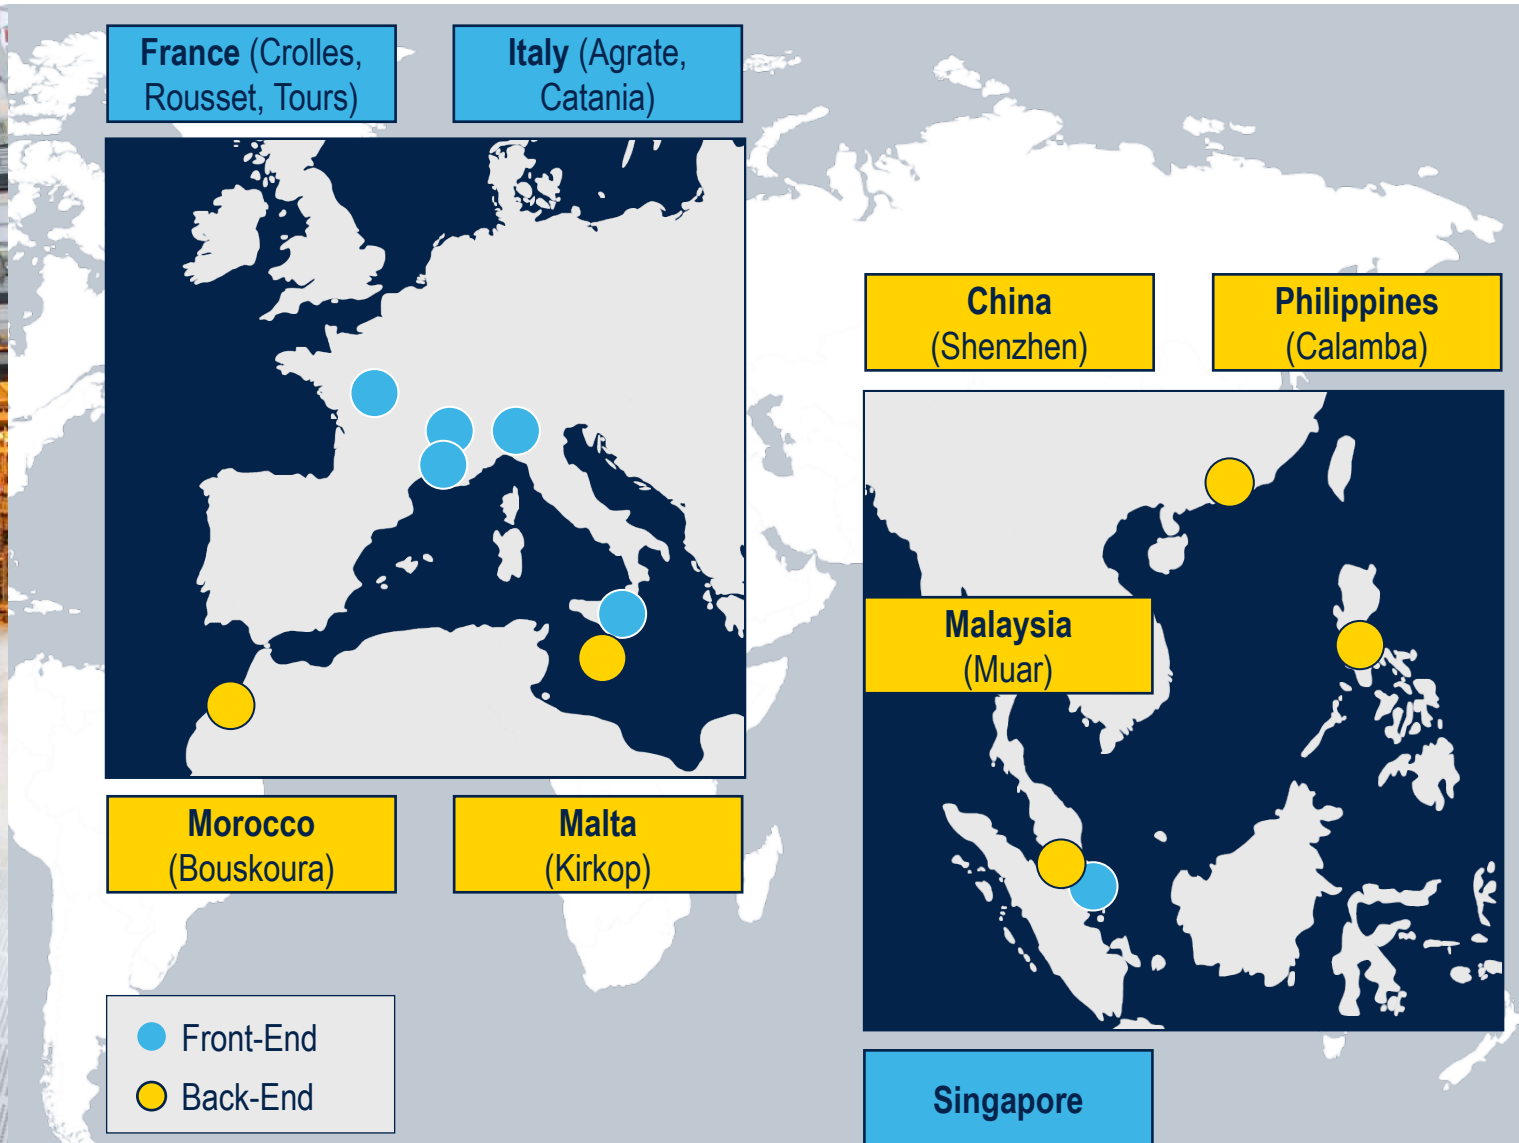 France (Crolles,
Rousset, Tours)
Italy (Agrate,
Catania)
China
(Shenzhen)
Philippines
(Calamba)
Malaysia
(Muar)
Morocco
(Bouskoura)
Malta
(Kirkop)
Front-End
Back-End
Singapore